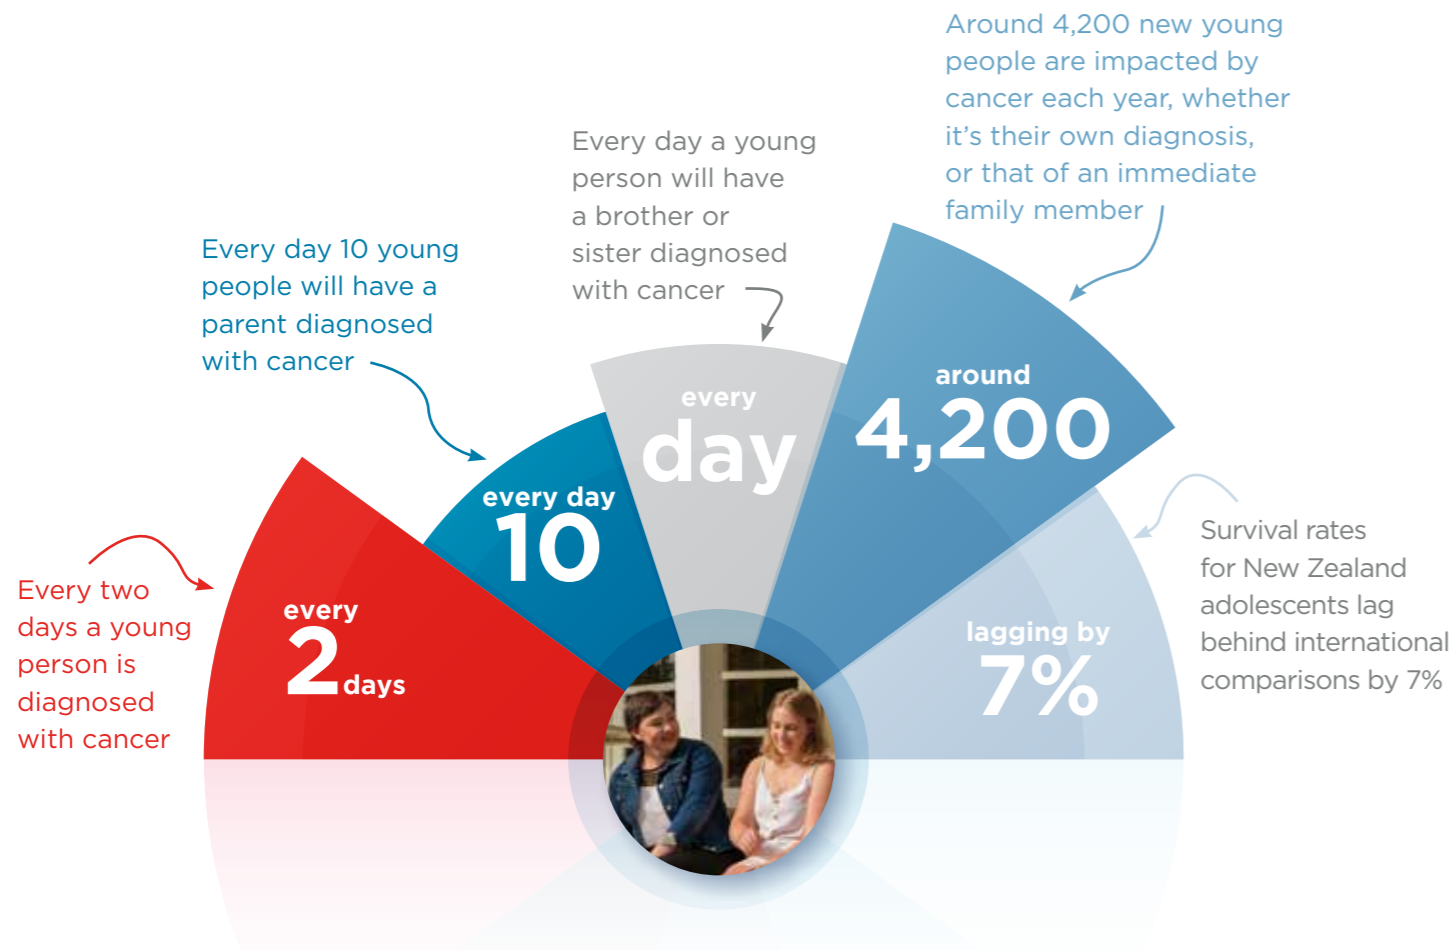 Around 4,200 new young
people are impacted by
cancer each year, whether
it's their own diagnosis,
or that of an immediate
family member
Every day a young
person will have
a brother or
sister diagnosed
with cancer
Every day 10 young
people will have a
parent diagnosed
with cancer
Every two
days a young
person is
diagnosed
with cancer
every
2 days
every day
10
every
day
around
4,200
lagging by
7%
Survival rates
for New Zealand
adolescents lag
behind international
comparisons by 7%